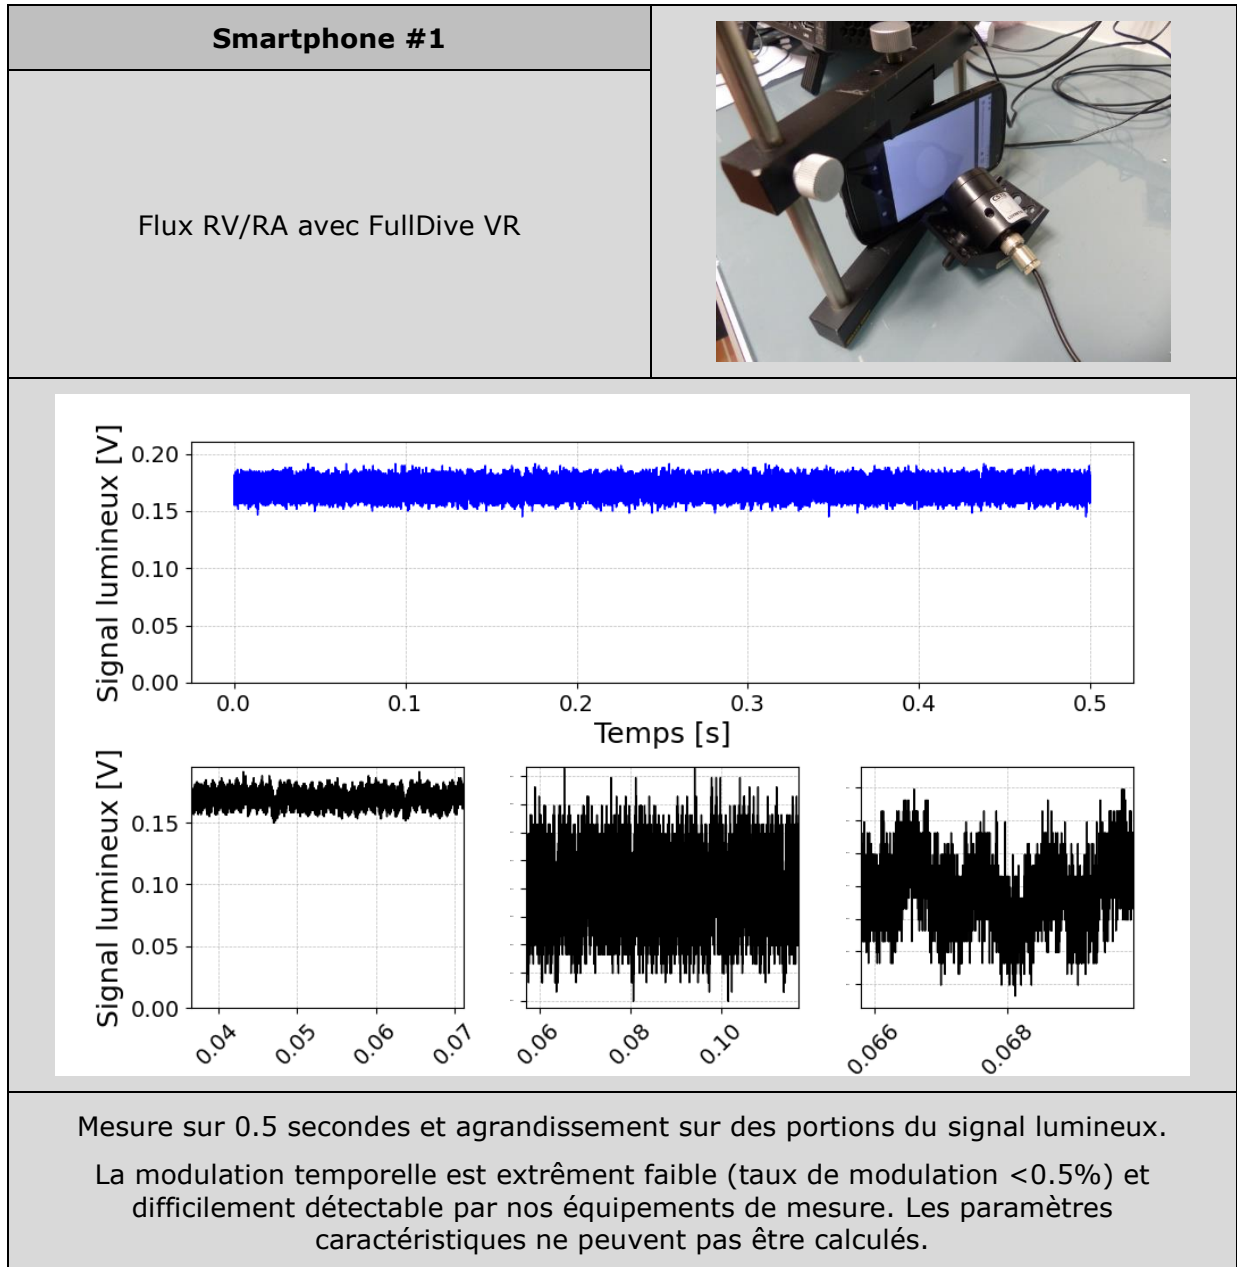 Smartphone #1
Flux RV/RA avec FullDive VR
Signal lumineux [V]
0.20
0.15
0.10
0.05
0.00
0.0 0.1 0.2 0.3 0.4 0.5
Temps [s]
Signal lumineux [V]
0.15
0.10
0.05
0.00
0.04 0.05 0.06 0.07
0.06 0.08 0.10
0.066 0.068
Mesure sur 0.5 secondes et agrandissement sur des portions du signal lumineux.
La modulation temporelle est extrêment faible (taux de modulation <0.5%) et
difficilement détectable par nos équipements de mesure. Les paramètres
caractéristiques ne peuvent pas être calculés.